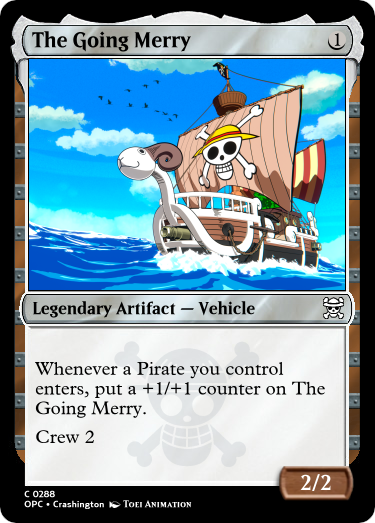 The Going Merry 1
Legendary Artifact — Vehicle
Whenever a Pirate you control
enters, put a +1/+1 counter on The
Going Merry.
Crew 2
2/2
C 0288
OPC • Crashington TOEI ANIMATION